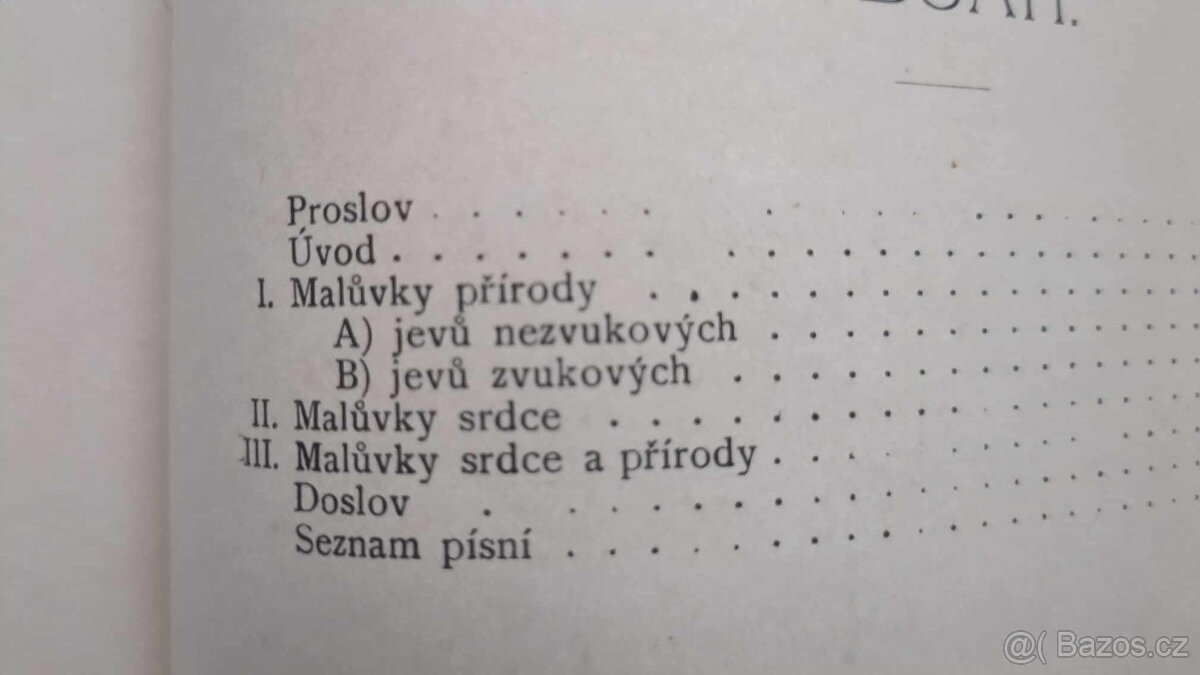 OBSAH.
Proslov . . . . . . . . . . . . . . . . .
Úvod . . . . . . . . . . . . . . . . . .
I. Malůvky přírody . . . . . . . . . . . . . .
A) jevů nezvukových . . . . . . . . . . . .
B) jevů zvukových . . . . . . . . . . . . .
II. Malůvky srdce . . . . . . . . . . . . . . .
III. Malůvky srdce a přírody . . . . . . . . . . .
Doslov . . . . . . . . . . . . . . . . .
Seznam písní . . . . . . . . . . . . . . .
@( Bazos.cz